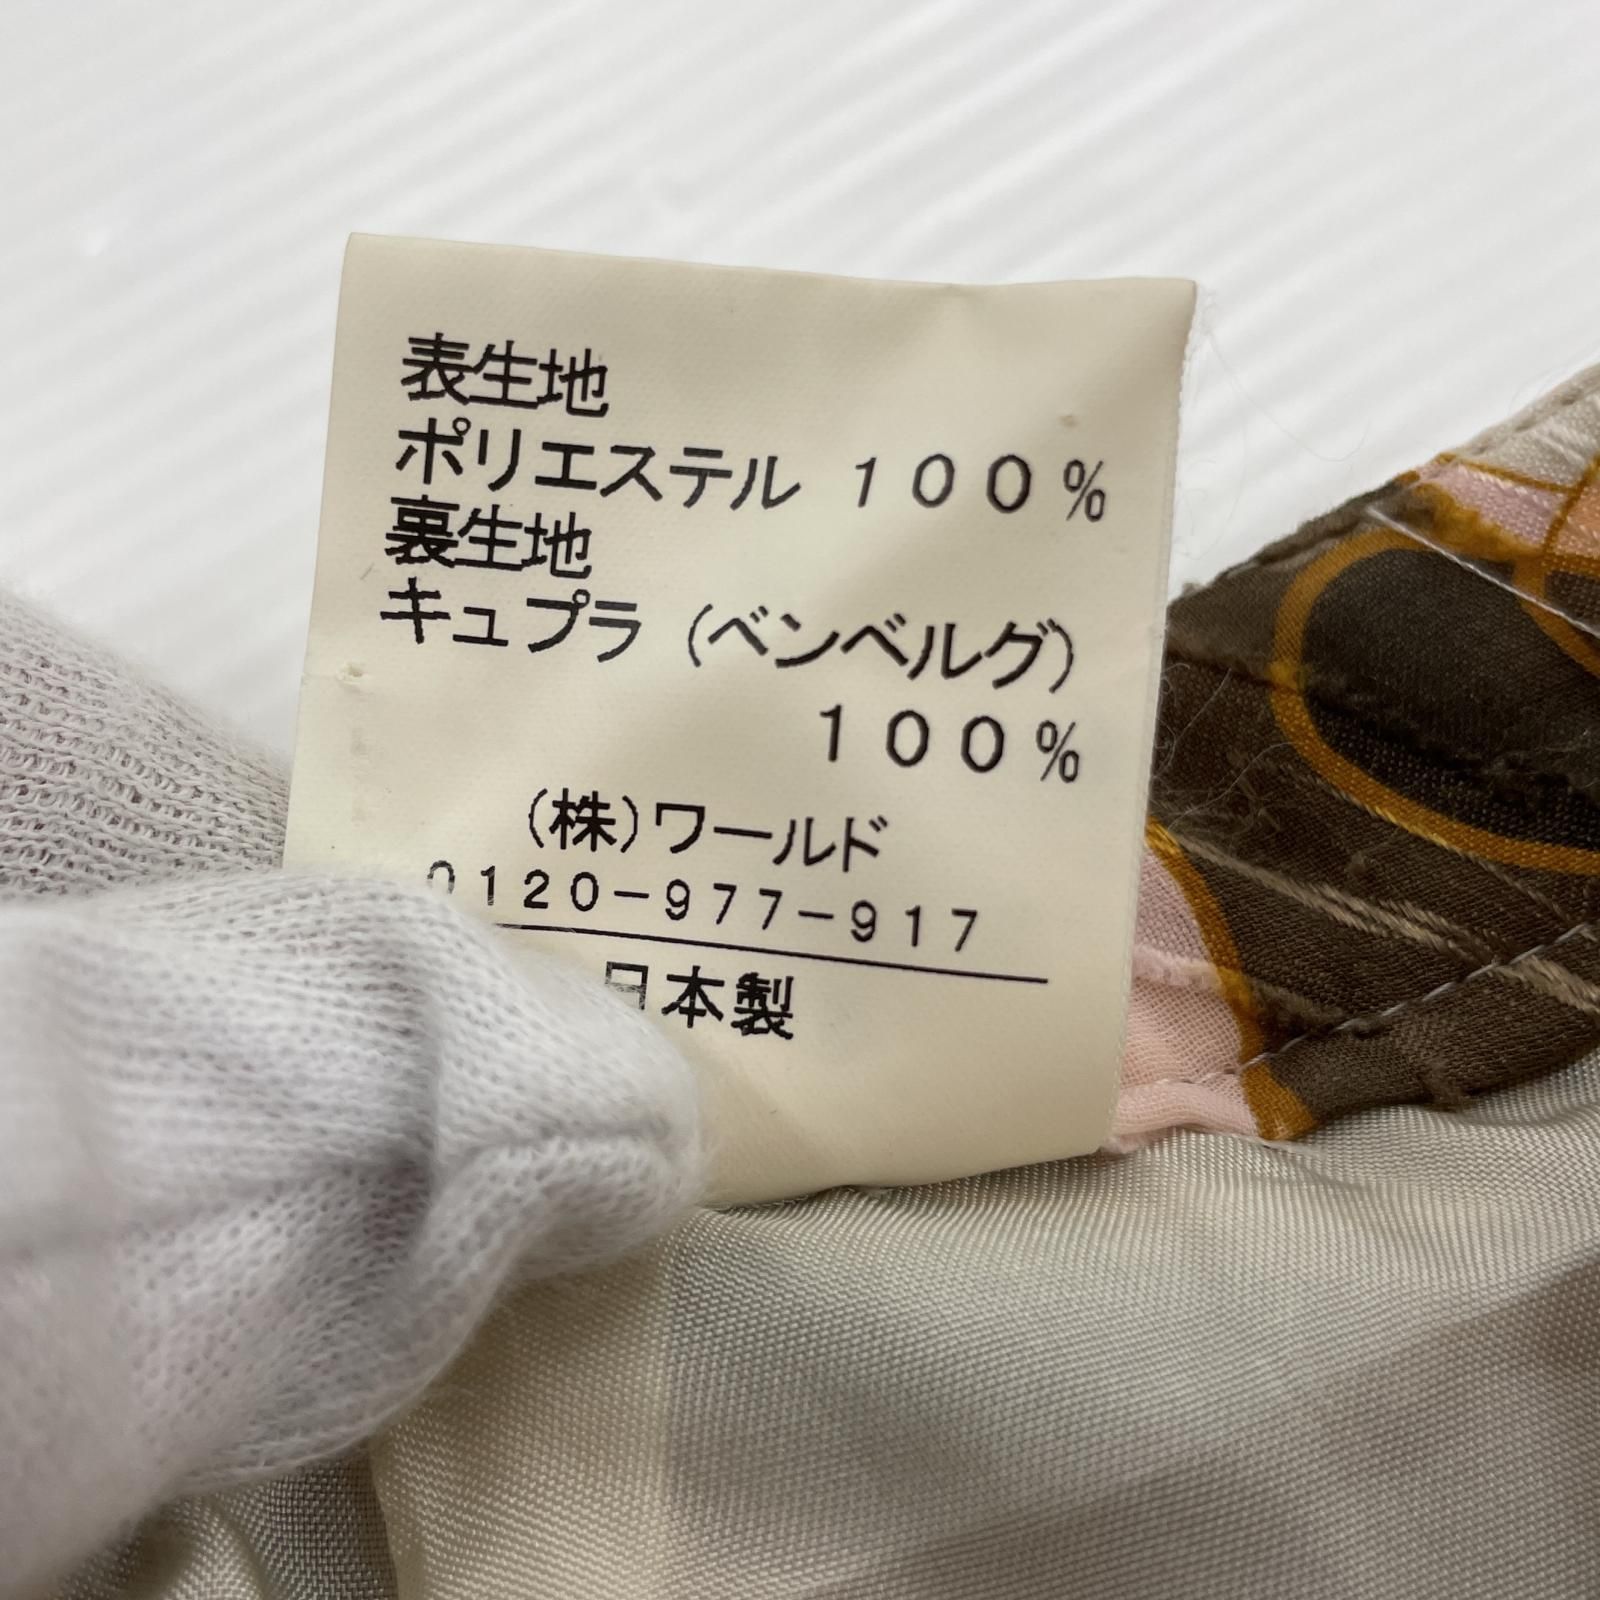 表生地
ポリエステル 100%
裏生地
キュプラ (ベンベルグ)
100%
(株)ワールド
0120-977-917
日本製